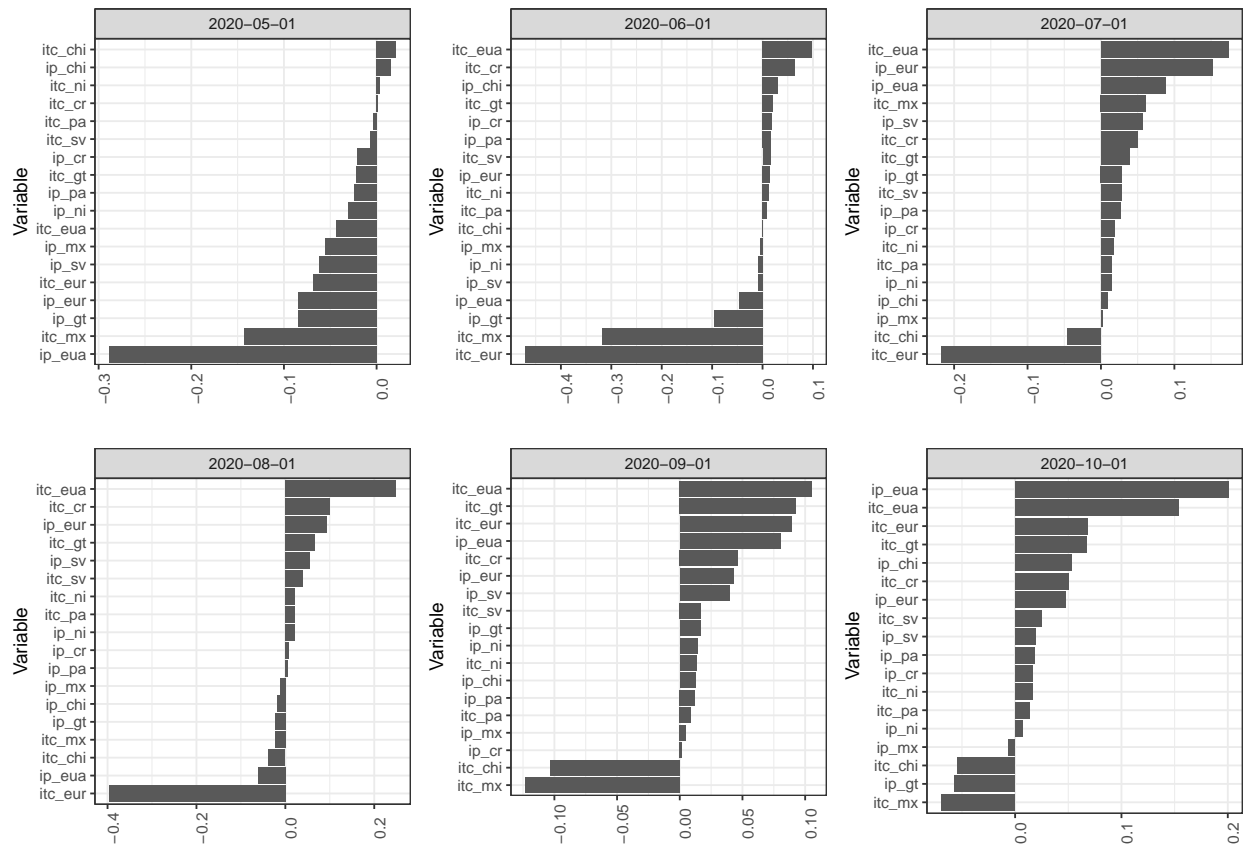 2020−05−01
Variable
itc_chi
ip_chi
itc_ni
itc_cr
itc_pa
itc_sv
ip_cr
itc_gt
ip_pa
ip_ni
itc_eua
ip_mx
ip_sv
itc_eur
ip_eur
ip_gt
itc_mx
ip_eua
−0.3
−0.2
−0.1
0.0
2020−06−01
Variable
itc_eua
itc_cr
ip_chi
itc_gt
ip_cr
ip_pa
itc_sv
ip_eur
itc_ni
itc_pa
itc_chi
ip_mx
ip_ni
ip_sv
ip_eua
ip_gt
itc_mx
itc_eur
−0.4
−0.3
−0.2
−0.1
0.0
0.1
2020−07−01
Variable
itc_eua
ip_eur
ip_eua
itc_mx
ip_sv
itc_cr
itc_gt
ip_gt
itc_sv
ip_pa
ip_cr
itc_ni
itc_pa
ip_ni
ip_chi
ip_mx
itc_chi
itc_eur
−0.2
−0.1
0.0
0.1
2020−08−01
Variable
itc_eua
itc_cr
ip_eur
itc_gt
ip_sv
itc_sv
itc_ni
itc_pa
ip_ni
ip_cr
ip_pa
ip_mx
ip_chi
ip_gt
itc_mx
itc_chi
ip_eua
itc_eur
−0.4
−0.2
0.0
0.2
2020−09−01
Variable
itc_eua
itc_gt
itc_eur
ip_eua
itc_cr
ip_eur
ip_sv
itc_sv
ip_gt
ip_ni
itc_ni
ip_chi
ip_pa
itc_pa
ip_mx
ip_cr
itc_chi
itc_mx
−0.10
−0.05
0.00
0.05
0.10
2020−10−01
Variable
ip_eua
itc_eua
itc_eur
itc_gt
ip_chi
itc_cr
ip_eur
itc_sv
ip_sv
ip_pa
ip_cr
itc_ni
itc_pa
ip_ni
ip_mx
itc_chi
ip_gt
itc_mx
0.0
0.1
0.2